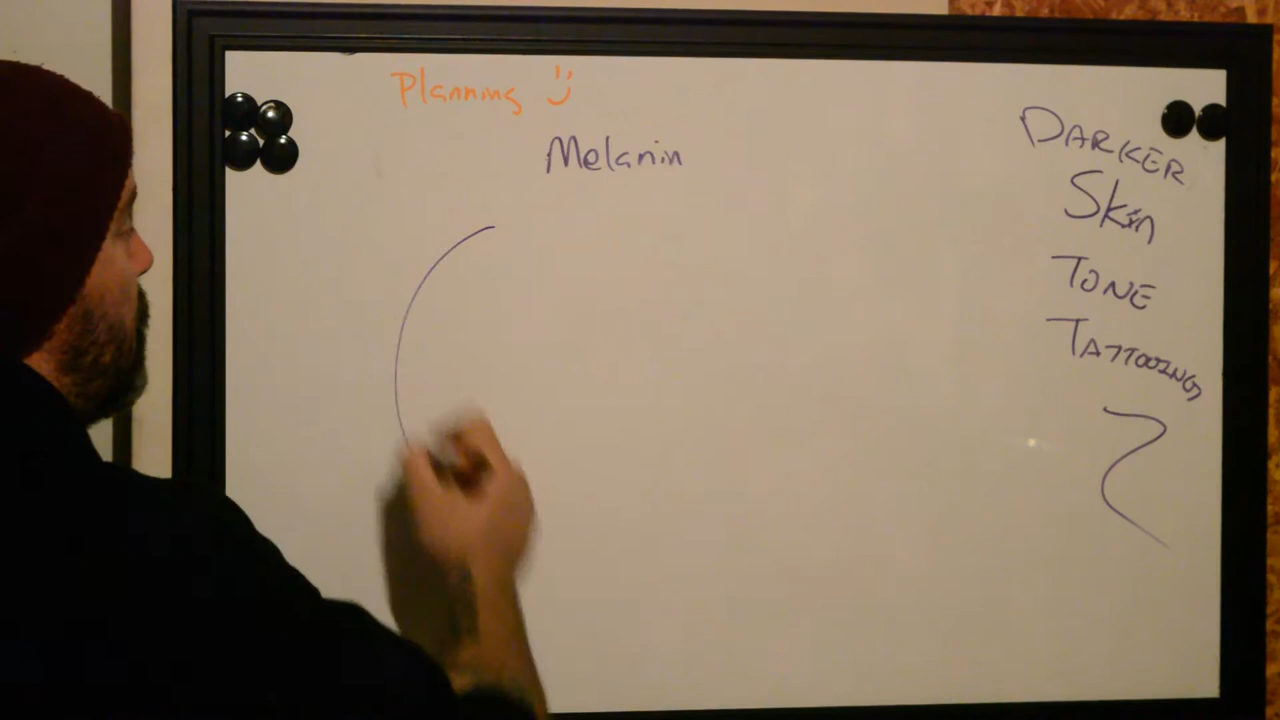 Planning :)
Melanin
DARKER
Skin
TONE
TATTOOING